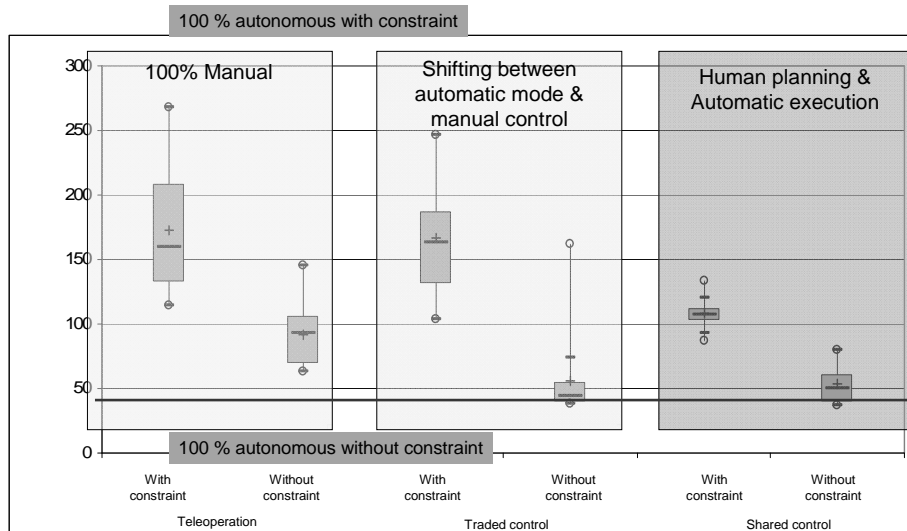 100 % autonomous with constraint
300
250
200
150
100
50
0
100% Manual
Shifting between
automatic mode &
manual control
Human planning &
Automatic execution
100 % autonomous without constraint
With
constraint
Without
constraint
With
constraint
Without
constraint
With
constraint
Without
constraint
Teleoperation
Traded control
Shared control